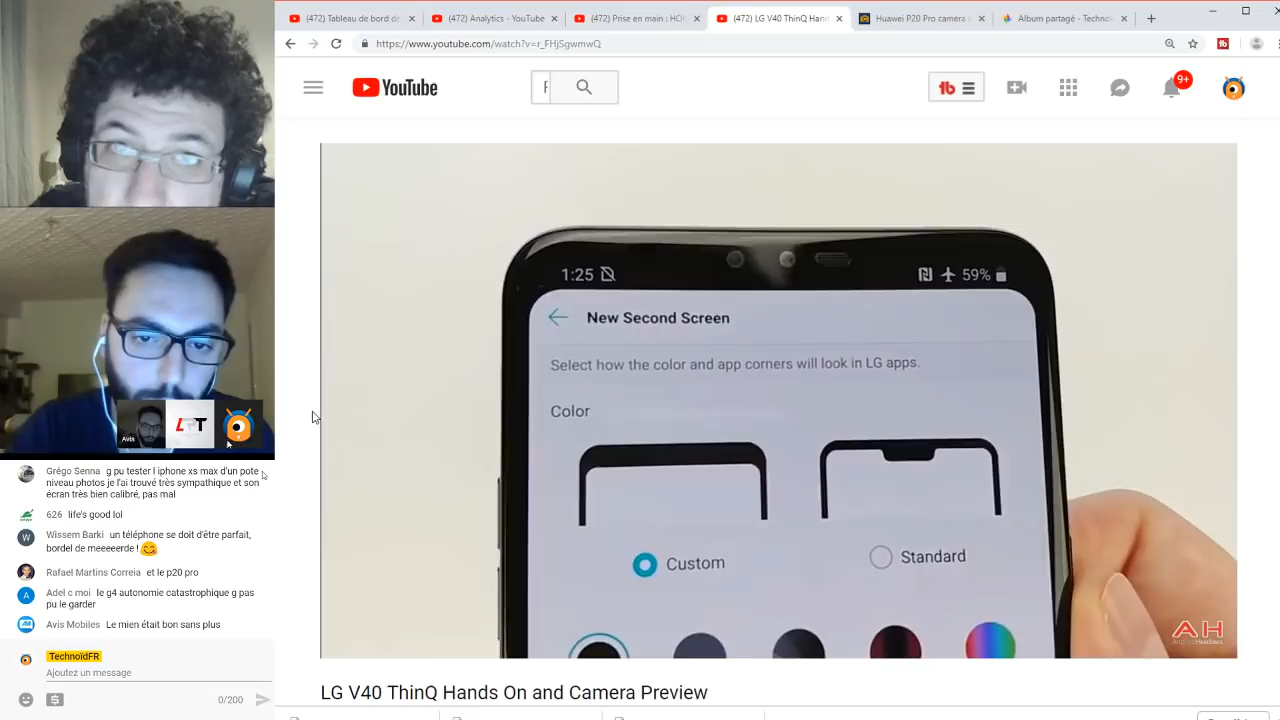 (472) Tableau de bord de
(472) Analytics - YouTube
(472) Prise en main : HO
(472) LG V40 ThinQ Han
Huawei P20 Pro camera s
Album partagé - Techno
https://www.youtube.com/watch?v=r_FHjSgwmwQ
YouTube
9+
1:25
59%
New Second Screen
Select how the color and app corners will look in LG apps.
Color
Custom
Standard
AH
LG V40 ThinQ Hands On and Camera Preview
Avis
LRT
Grégo Senna g pu tester l iphone xs max d'un pote
niveau photos je l'ai trouvé très sympathique et son
écran très bien calibré, pas mal
626 life's good lol
Wissem Barki un téléphone se doit d'être parfait,
bordel de meeeeerde !
Rafael Martins Correia et le p20 pro
Adel c moi le g4 autonomie catastrophique g pas
pu le garder
Avis Mobiles Le mien était bon sans plus
TechnoïdFR
Ajoutez un message
0/200